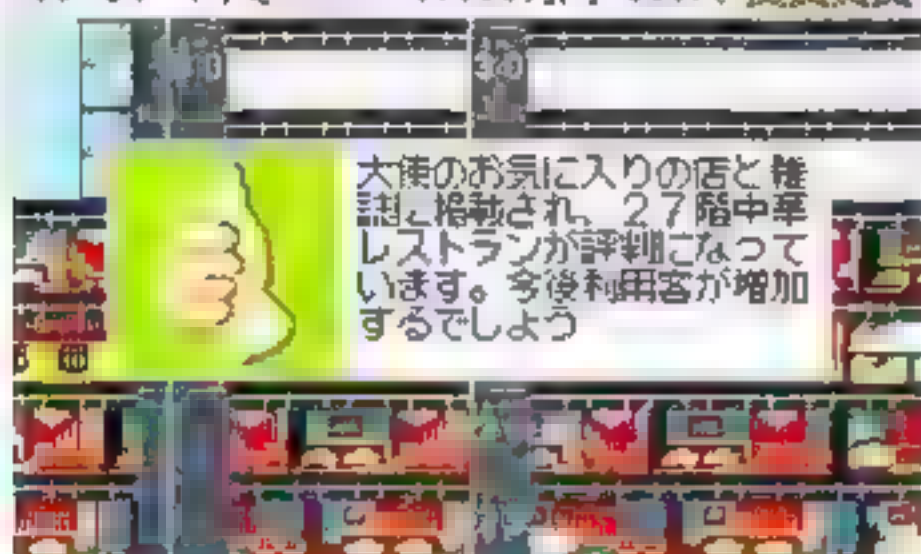 30
大使のお気に入りの店と雑
誌に掲載され、27階中華
レストランが評判になって
います。今後利用客が増加
するでしょう